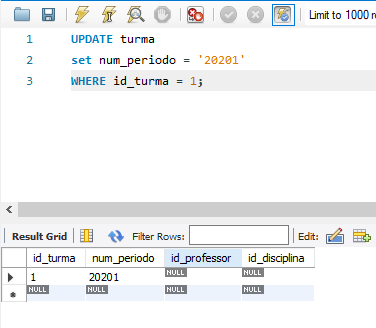 Limit to 1000 r
1 UPDATE turma
2 set num_periodo = '20201'
3 WHERE id_turma = 1;
Result Grid Filter Rows: Edit:
id_turma num_periodo id_professor id_disciplina
1 20201 NULL NULL
NULL NULL NULL NULL